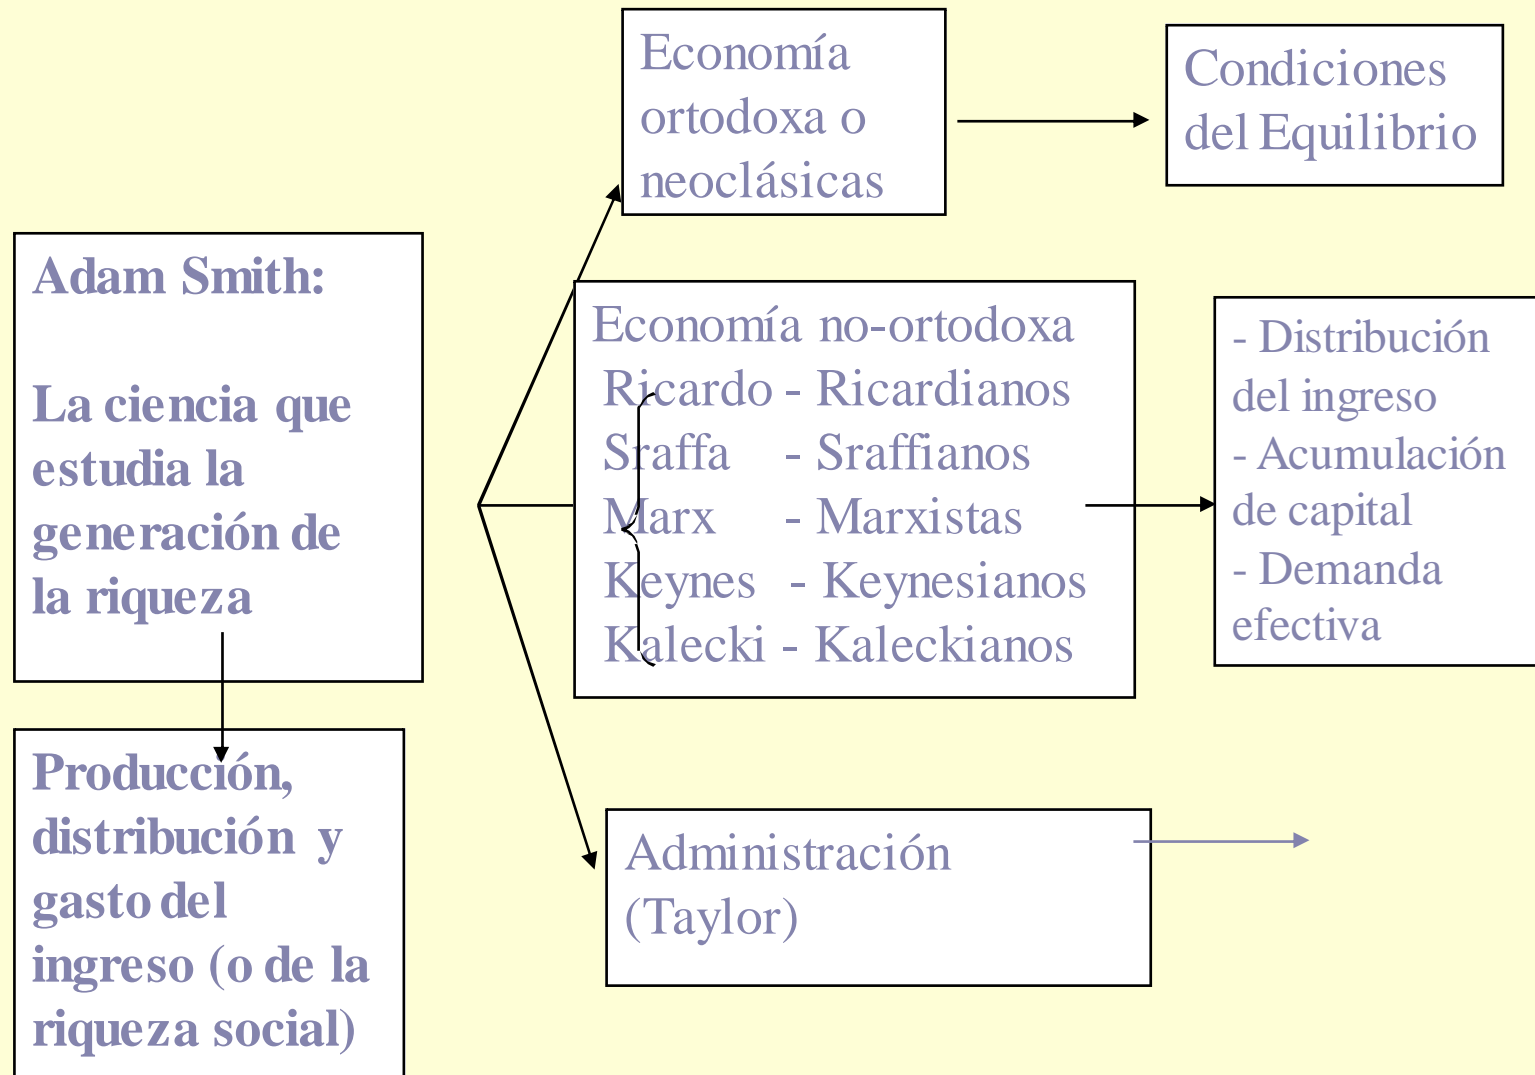 Adam Smith:
La ciencia que
estudia la
generación de
la riqueza
Producción,
distribución y
gasto del
ingreso (o de la
riqueza social)
Economía
ortodoxa o
neoclásicas
Condiciones
del Equilibrio
Economía no-ortodoxa
Ricardo - Ricardianos
Sraffa - Sraffianos
Marx - Marxistas
Keynes - Keynesianos
Kalecki - Kaleckianos
- Distribución
del ingreso
- Acumulación
de capital
- Demanda
efectiva
Administración
(Taylor)